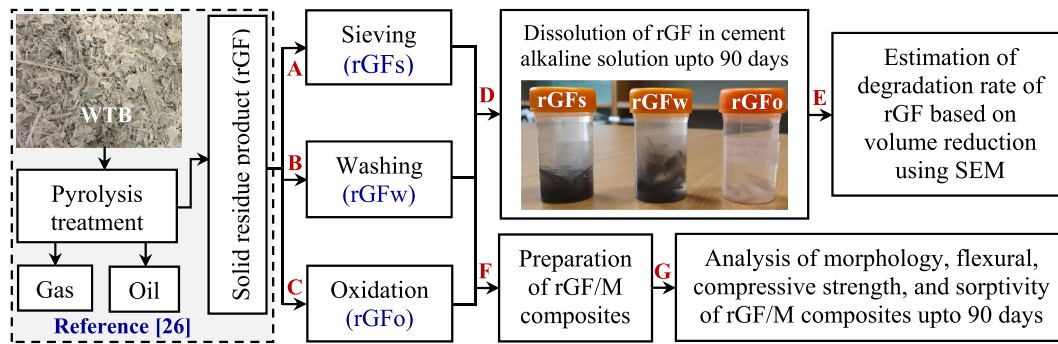 WTB
Pyrolysis
treatment
Gas
Oil
Reference [26]
Solid residue product (rGF)
A
Sieving
(rGFs)
B
Washing
(rGFw)
C
Oxidation
(rGFo)
D
Dissolution of rGF in cement
alkaline solution upto 90 days
rGFs
rGFw
rGFo
E
Estimation of
degradation rate of
rGF based on
volume reduction
using SEM
F
Preparation
of rGF/M
composites
G
Analysis of morphology, flexural,
compressive strength, and sorptivity
of rGF/M composites upto 90 days